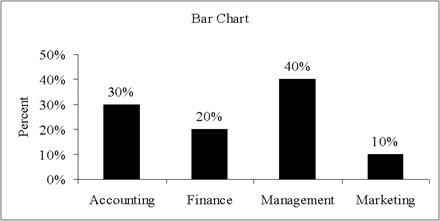 Bar Chart
50%
40%
30%
20%
10%
0%
Percent
30%
20%
40%
10%
Accounting
Finance
Management
Marketing